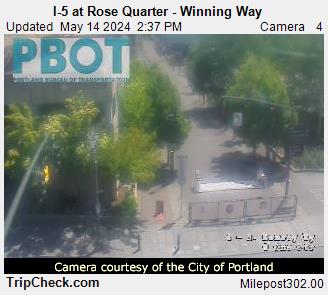 I-5 at Rose Quarter - Winning Way
Updated May 14 2024 2:37 PM Camera 4
PBOT
PORTLAND BUREAU OF TRANSPORTATION
Camera courtesy of the City of Portland
TripCheck.com Milepost302.00